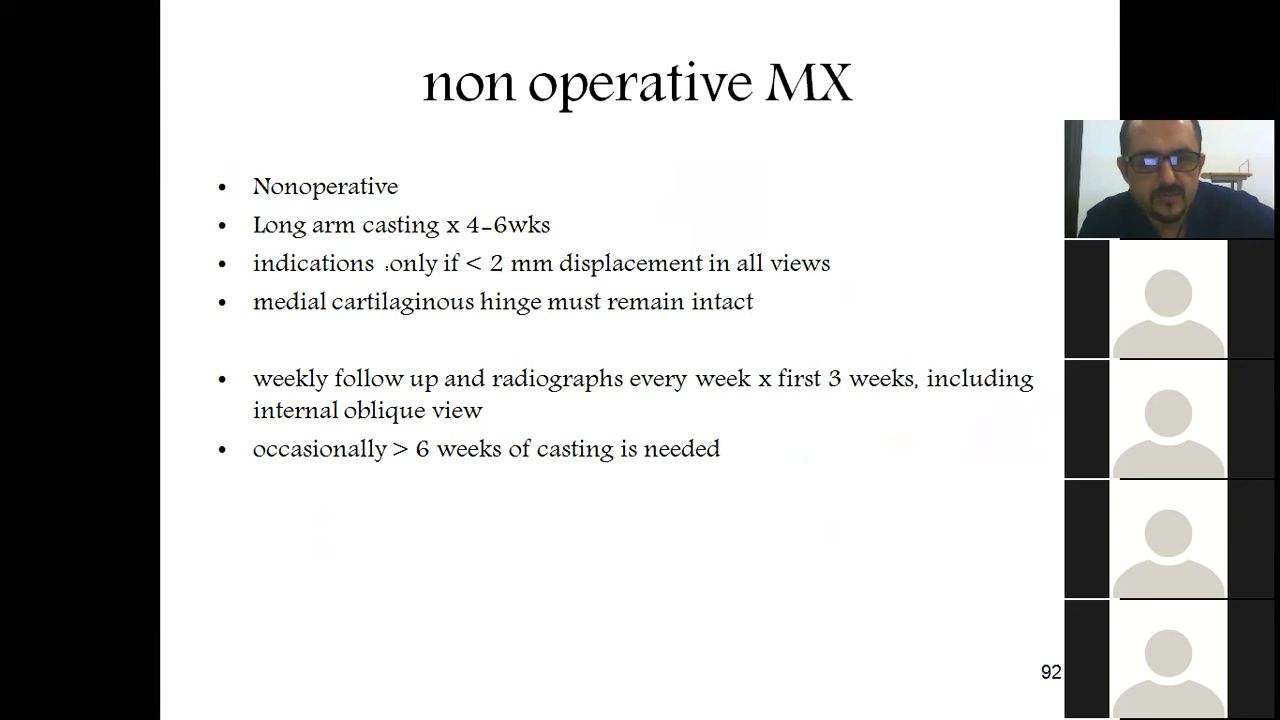 non operative MX
• Nonoperative
• Long arm casting x 4-6wks
• indications :only if < 2 mm displacement in all views
• medial cartilaginous hinge must remain intact
• weekly follow up and radiographs every week x first 3 weeks, including
internal oblique view
• occasionally > 6 weeks of casting is needed
92